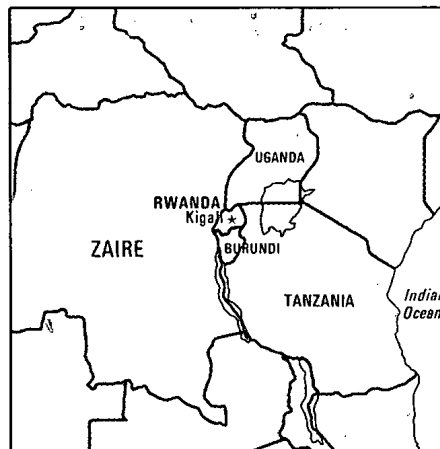 UGANDA
RWANDA
Kigali
BURUNDI
ZAIRE
TANZANIA
Indian
Ocean